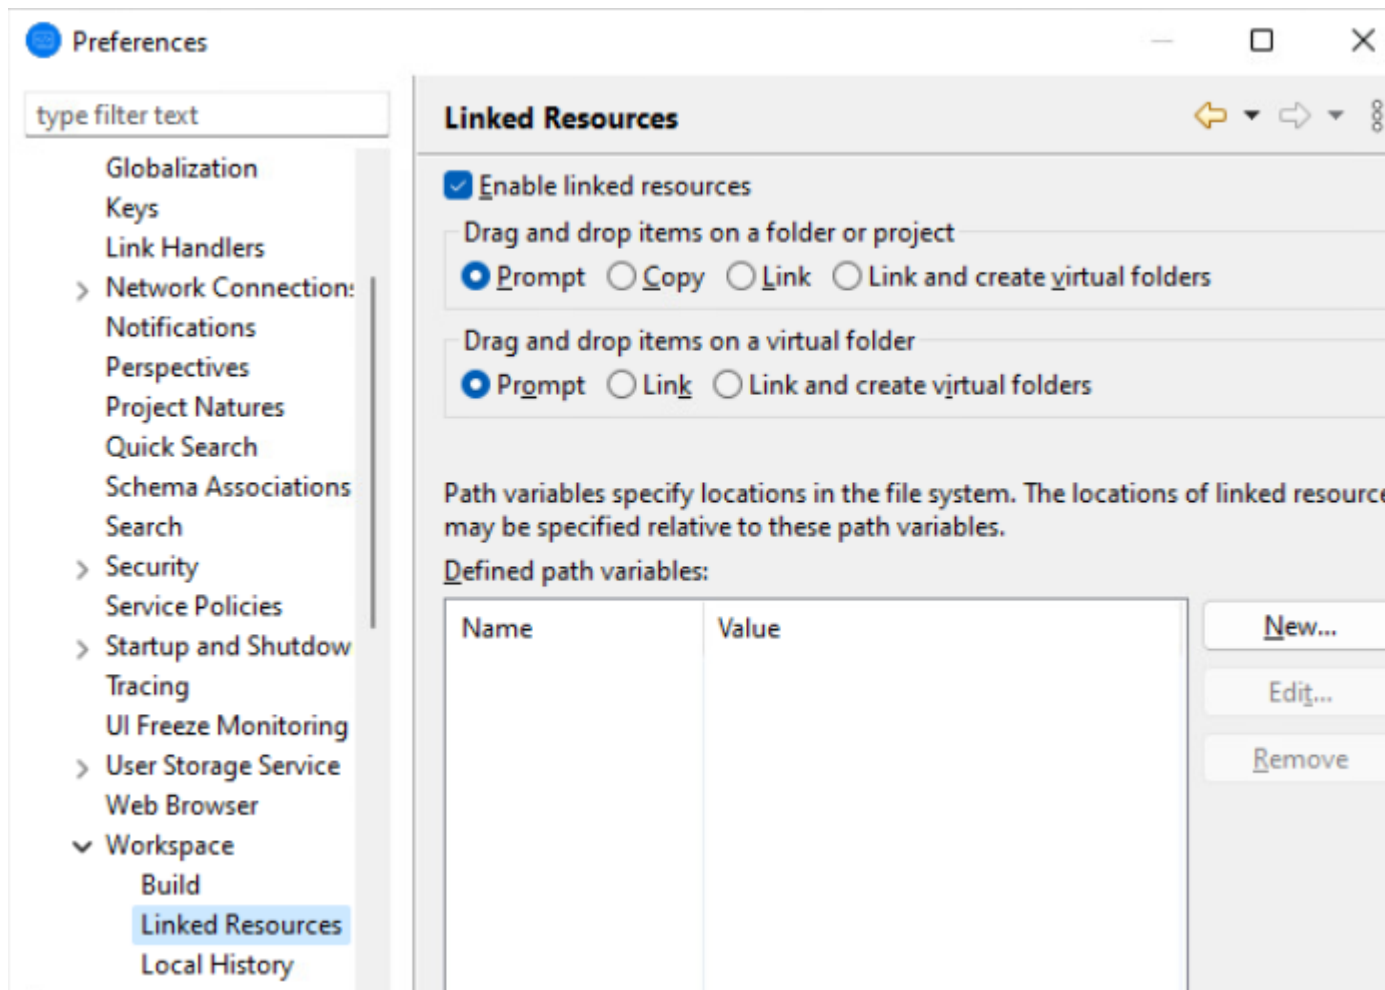 Preferences
type filter text
Globalization
Keys
Link Handlers
Network Connection
Notifications
Perspectives
Project Natures
Quick Search
Schema Associations
Search
Security
Service Policies
Startup and Shutdow
Tracing
UI Freeze Monitoring
User Storage Service
Web Browser
Workspace
Build
Linked Resources
Local History
Linked Resources
Enable linked resources
Drag and drop items on a folder or project
Prompt Copy Link Link and create virtual folders
Drag and drop items on a virtual folder
Prompt Link Link and create virtual folders
Path variables specify locations in the file system. The locations of linked resource
may be specified relative to these path variables.
Defined path variables:
Name Value
New...
Edit...
Remove